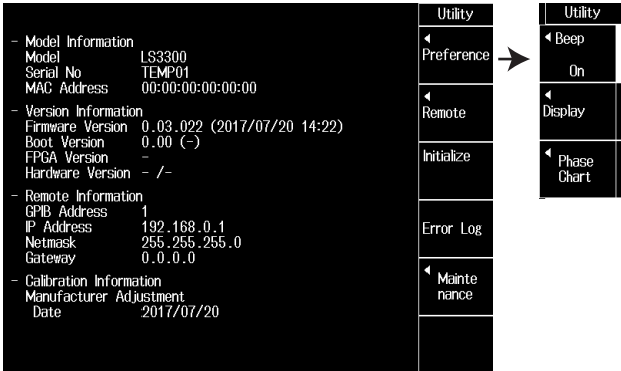 Utility
- Model Information
Model LS3300
Serial No TEMP01
MAC Address 00:00:00:00:00:00
- Version Information
Firmware Version 0.03.022 (2017/07/20 14:22)
Boot Version 0.00 (-)
FPGA Version -
Hardware Version - /-
- Remote Information
GPIB Address 1
IP Address 192.168.0.1
Netmask 255.255.255.0
Gateway 0.0.0.0
- Calibration Information
Manufacturer Adjustment
Date :2017/07/20
Preference
Remote
Initialize
Error Log
Mainte
nance
Utility
Beep
On
Display
Phase
Chart